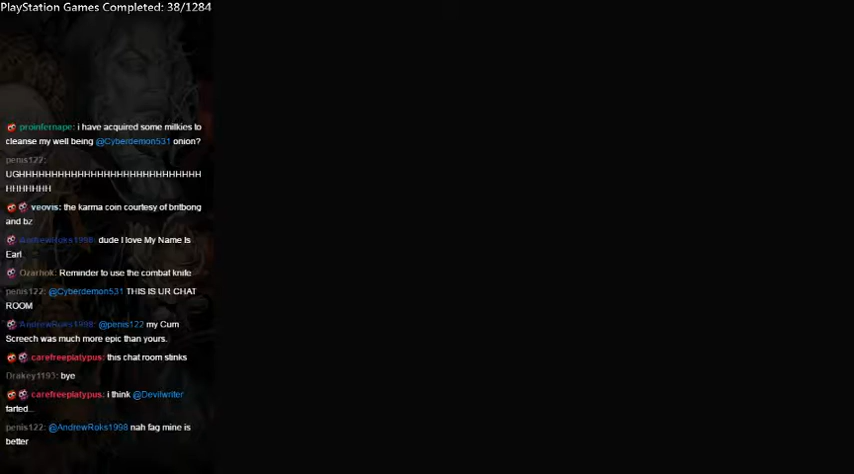 PlayStation Games Completed: 38/1284
proinfernape: i have acquired some milkies to
cleanse my well being @Cyberdemon531 onion?
penis122:
UGHHHHHHHHHHHHHHHHHHHHHHHHHHHH
HHHHHHH
veovis: the karma coin courtesy of bntbong
and bz
AndrewRoks1998: dude I love My Name Is
Earl
Ozarhok: Reminder to use the combat knife
penis122: @Cyberdemon531 THIS IS UR CHAT
ROOM
AndrewRoks1998: @penis122 my Cum
Screech was much more epic than yours.
carefreeplatypus: this chat room stinks
Drakey1193: bye
carefreeplatypus: i think @Devilwriter
farted...
penis122: @AndrewRoks1998 nah fag mine is
better